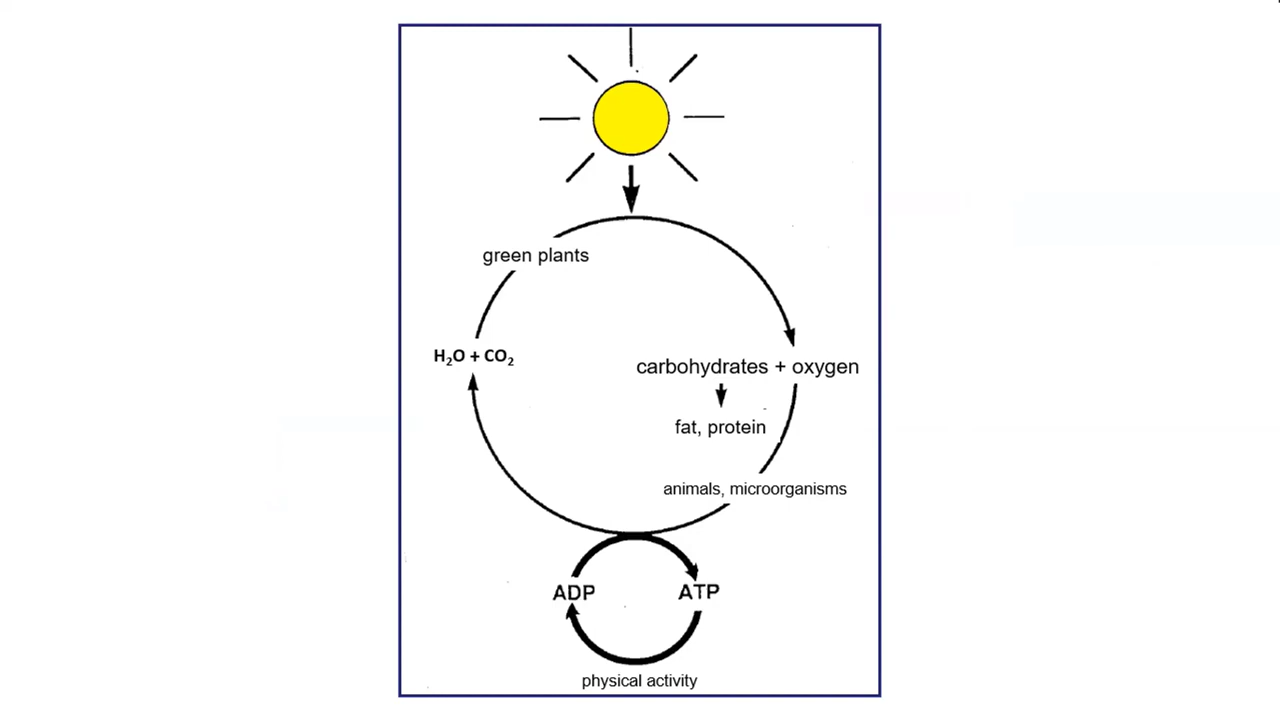 green plants
H₂O + CO₂
carbohydrates + oxygen
fat, protein
animals, microorganisms
ADP
ATP
physical activity